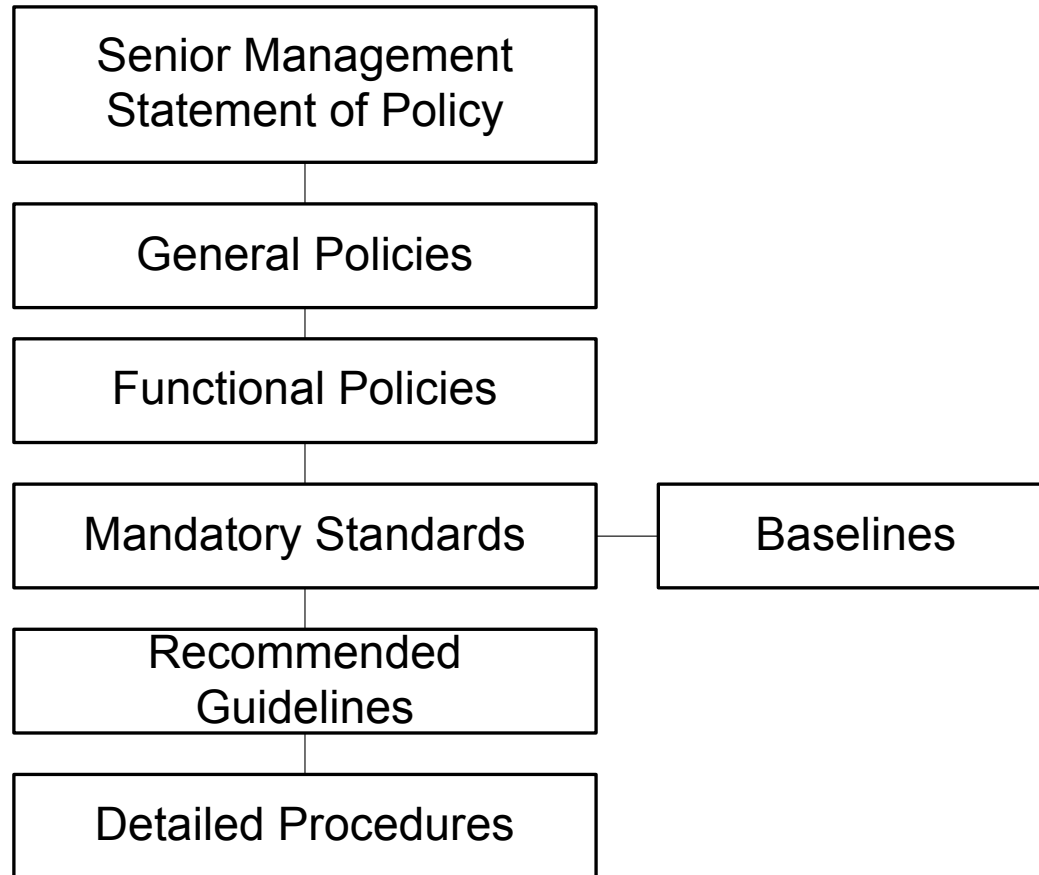 Senior Management
Statement of Policy
General Policies
Functional Policies
Mandatory Standards
Baselines
Recommended
Guidelines
Detailed Procedures